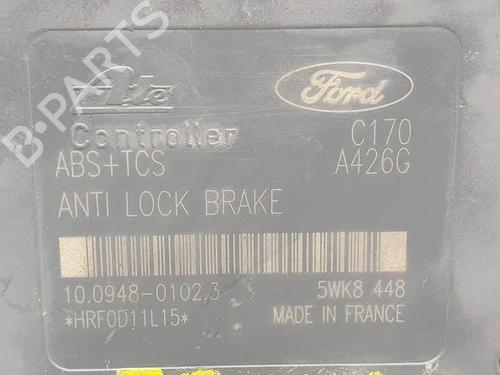 B-PARTS
Ate
Ford
Controller
C170
ABS+TCS
A426G
ANTI LOCK BRAKE
10.0948-0102.3
5WK8 448
*HRF0D11L15*
MADE IN FRANCE